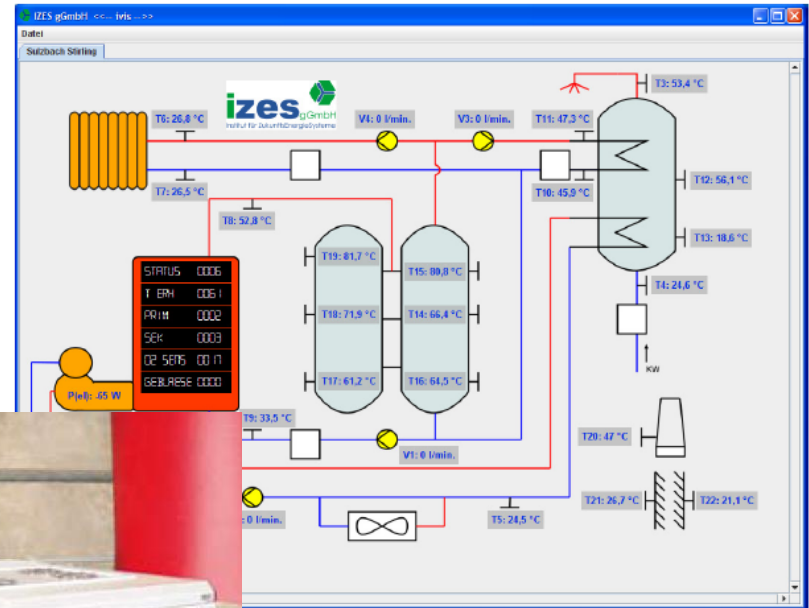 IZES gGmbH <<-- ivis -->>
Datei
Sulzbach Stirling
izes gGmbH
Institut für ZukunftsEnergieSysteme
T3: 53,4 °C
T6: 26,8 °C
V4: 0 l/min.
V3: 0 l/min.
T11: 47,3 °C
T7: 26,5 °C
T10: 45,9 °C
T12: 56,1 °C
T8: 52,8 °C
T13: 18,6 °C
T19: 81,7 °C
T15: 80,8 °C
STATUS 0006
T ERH 0061
PRIM 0002
SEK 0003
O2 SENS 0017
GEBLAESE 0000
T4: 24,6 °C
T18: 71,9 °C
T14: 66,4 °C
KW
T17: 61,2 °C
T16: 64,5 °C
P(el): -65 W
T9: 33,5 °C
V1: 0 l/min.
T20: 47 °C
T21: 26,7 °C
T22: 21,1 °C
: 0 l/min.
T5: 24,5 °C